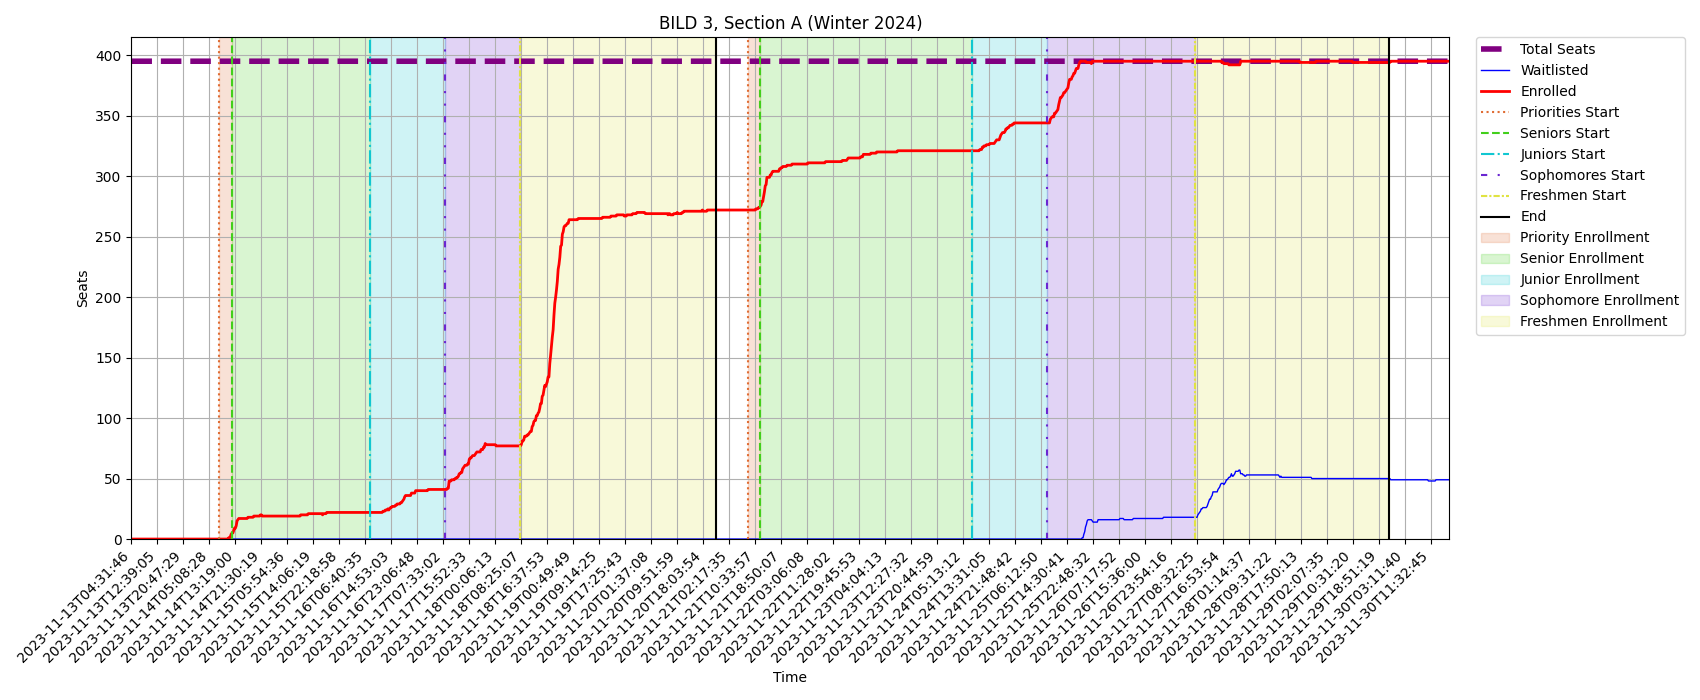 BILD 3, Section A (Winter 2024)
Seats
400
350
300
250
200
150
100
50
0
2023-11-13T04:31:46
2023-11-13T12:39:05
2023-11-13T20:47:29
2023-11-14T05:08:28
2023-11-14T13:19:00
2023-11-14T21:30:19
2023-11-15T05:54:36
2023-11-15T14:06:19
2023-11-15T22:18:58
2023-11-16T06:40:35
2023-11-16T14:53:03
2023-11-16T23:06:48
2023-11-17T07:33:02
2023-11-17T15:52:33
2023-11-18T00:06:13
2023-11-18T08:25:07
2023-11-18T16:37:53
2023-11-19T00:49:49
2023-11-19T09:14:25
2023-11-19T17:25:43
2023-11-20T01:37:08
2023-11-20T09:51:59
2023-11-20T18:03:54
2023-11-21T02:17:35
2023-11-21T10:33:57
2023-11-21T18:50:07
2023-11-22T03:06:08
2023-11-22T11:28:02
2023-11-22T19:45:53
2023-11-23T04:04:13
2023-11-23T12:27:32
2023-11-23T20:44:59
2023-11-24T05:13:12
2023-11-24T13:31:05
2023-11-24T21:48:42
2023-11-25T06:12:50
2023-11-25T14:30:41
2023-11-25T22:48:32
2023-11-26T07:17:52
2023-11-26T15:36:00
2023-11-26T23:54:16
2023-11-27T08:32:25
2023-11-27T16:53:54
2023-11-28T01:14:37
2023-11-28T09:31:22
2023-11-28T17:50:13
2023-11-29T02:07:35
2023-11-29T10:31:20
2023-11-29T18:51:19
2023-11-30T03:11:40
2023-11-30T11:32:45
Time
Total Seats
Waitlisted
Enrolled
Priorities Start
Seniors Start
Juniors Start
Sophomores Start
Freshmen Start
End
Priority Enrollment
Senior Enrollment
Junior Enrollment
Sophomore Enrollment
Freshmen Enrollment